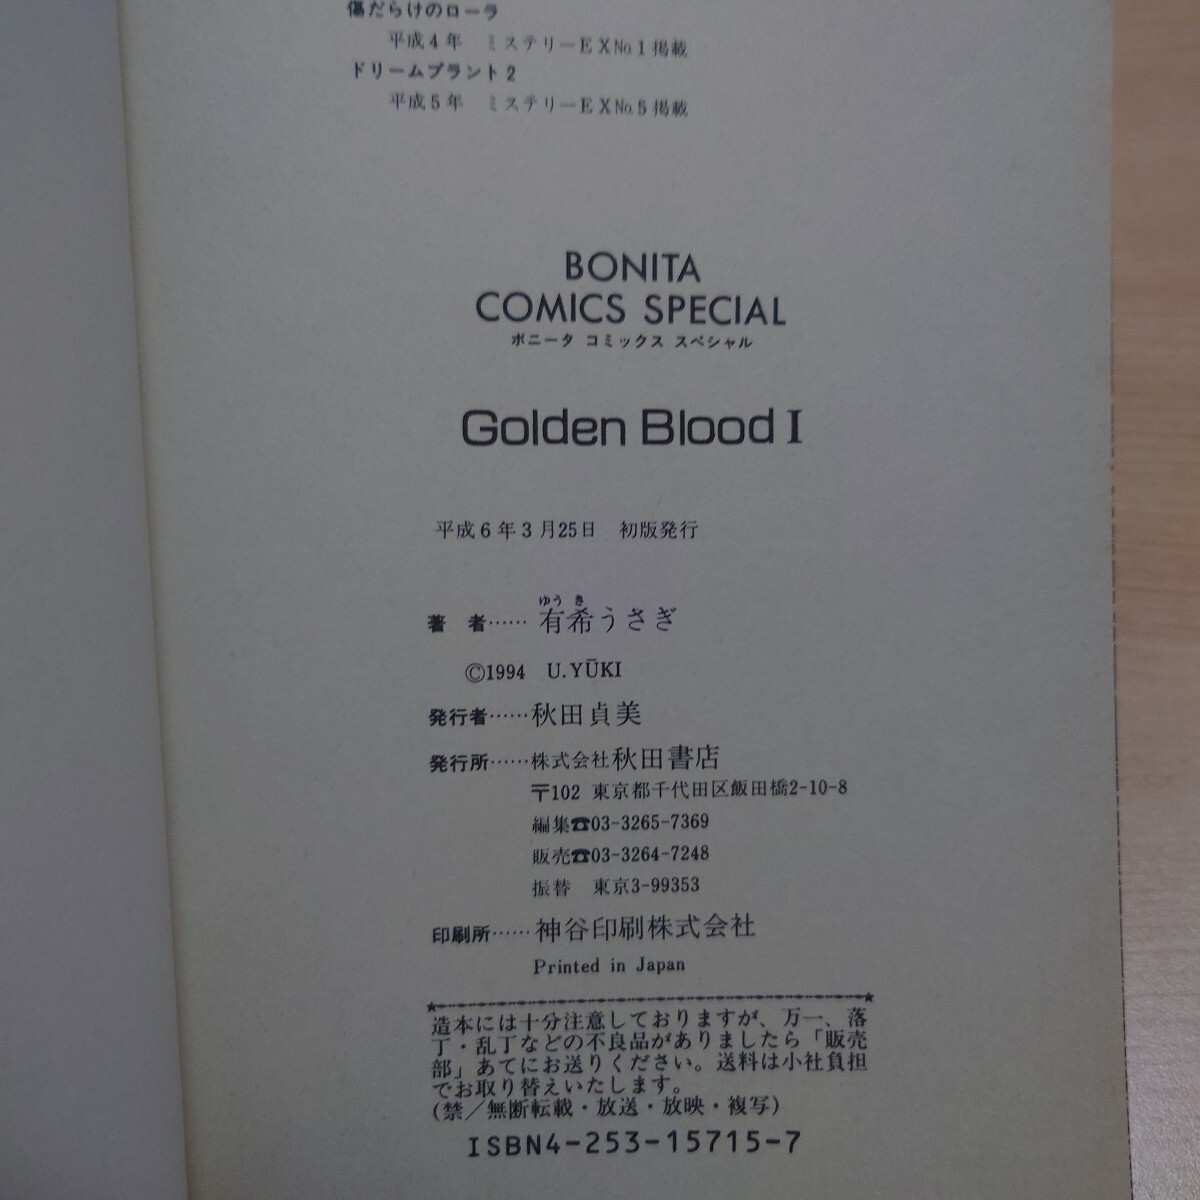 傷だらけのローラ
平成4年 ミステリーEXNo.1掲載
ドリームプラント2
平成5年 ミステリーEXNo.5掲載
BONITA
COMICS SPECIAL
ボニータ コミックス スペシャル
Golden Blood I
平成6年3月25日 初版発行
ゆうき
著 者……有希うさぎ
©1994 U.YŪKI
発行者……秋田貞美
発行所……株式会社秋田書店
〒102 東京都千代田区飯田橋2-10-8
編集☎03-3265-7369
販売☎03-3264-7248
振替 東京3-99353
印刷所……神谷印刷株式会社
Printed in Japan
造本には十分注意しておりますが、万一、落
丁・乱丁などの不良品がありましたら「販売
部」あてにお送りください。送料は小社負担
でお取り替えいたします。
(禁／無断転載・放送・放映・複写)
ISBN4-253-15715-7